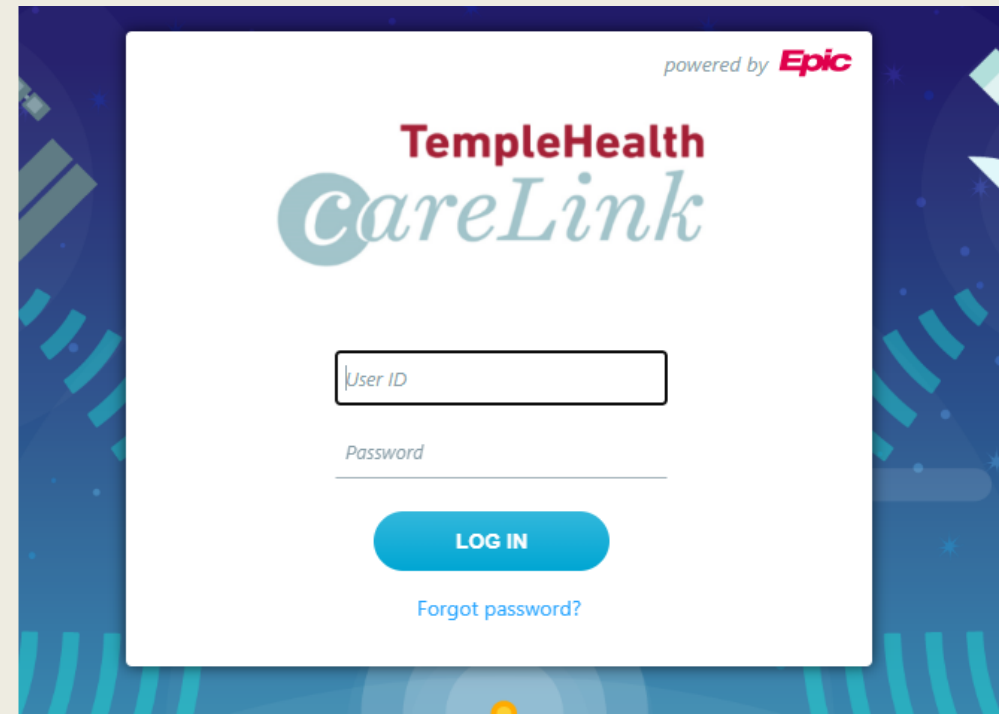 powered by Epic
TempleHealth
careLink
User ID
Password
LOG IN
Forgot password?